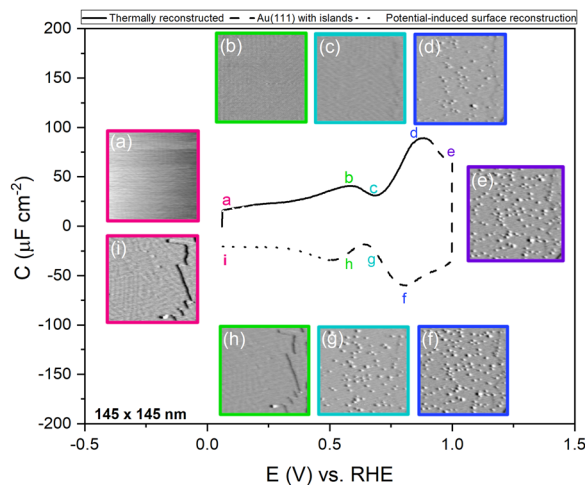 Thermally reconstructed Au(111) with islands Potential-induced surface reconstruction
200
150
100
50
0
-50
-100
-150
-200
C (μF cm-2)
(b)
(c)
(d)
(a)
(e)
(i)
(h)
(g)
(f)
a
b
c
d
e
f
g
h
i
145 x 145 nm
-0.5
0.0
0.5
1.0
1.5
E (V) vs. RHE